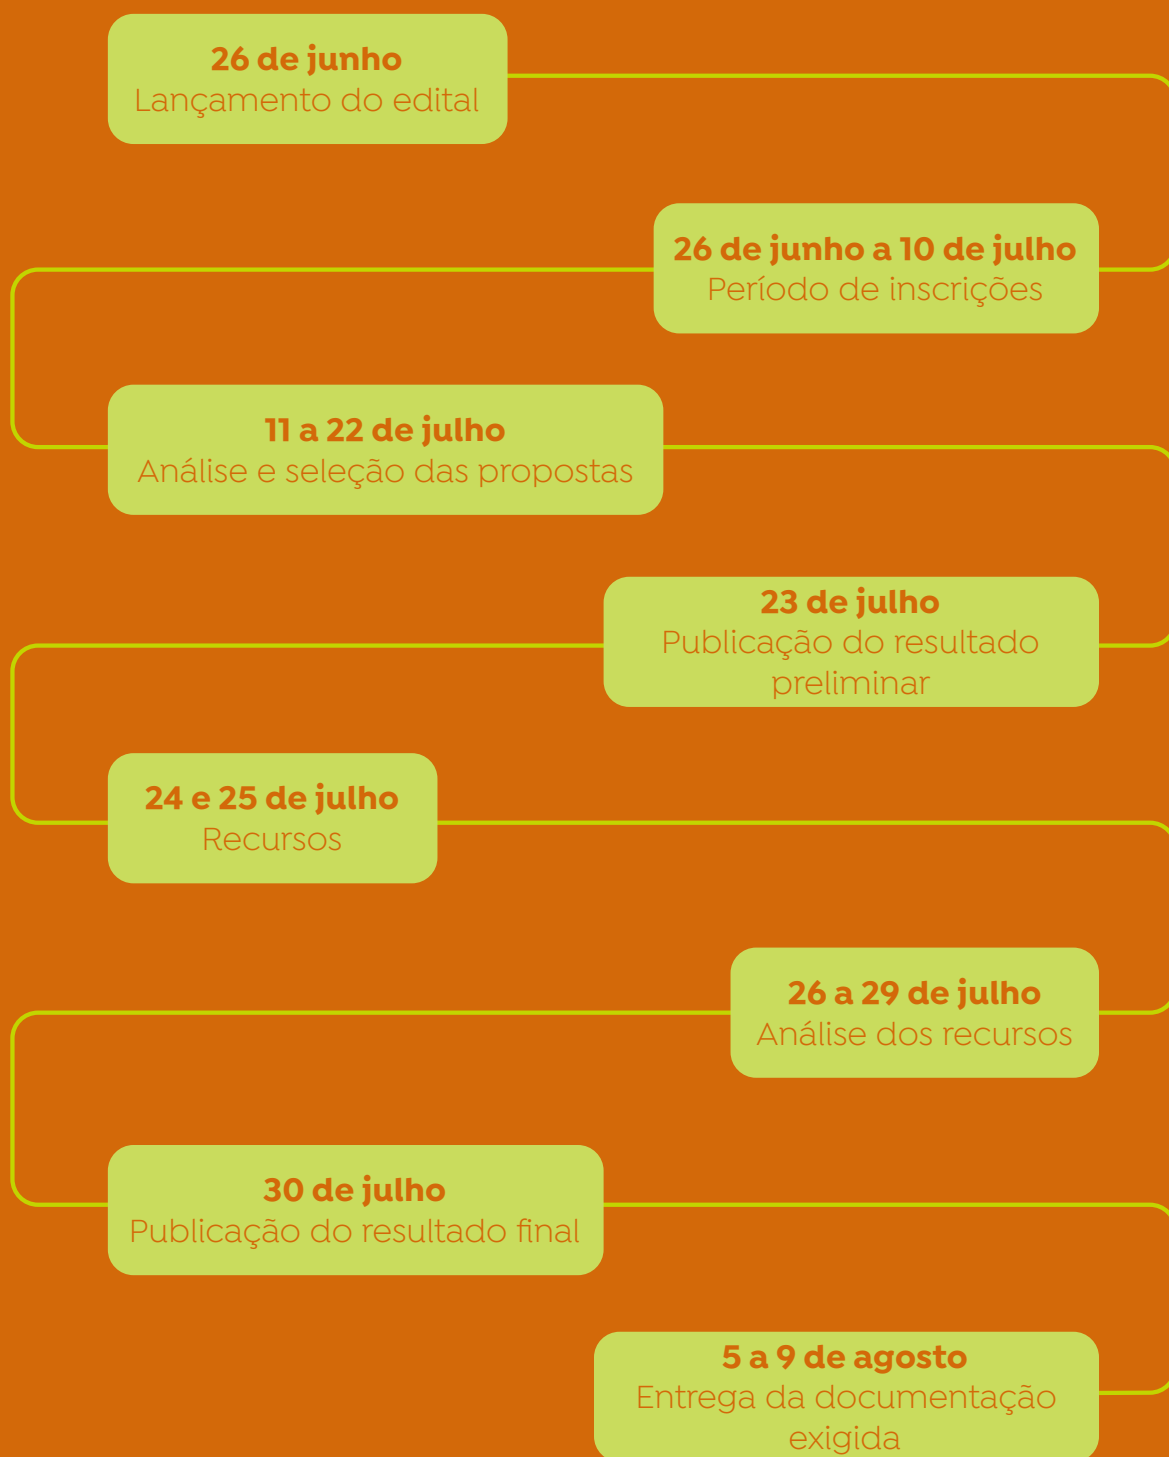 26 de junho
Lançamento do edital
26 de junho a 10 de julho
Período de inscrições
11 a 22 de julho
Análise e seleção das propostas
23 de julho
Publicação do resultado
preliminar
24 e 25 de julho
Recursos
26 a 29 de julho
Análise dos recursos
30 de julho
Publicação do resultado final
5 a 9 de agosto
Entrega da documentação
exigida